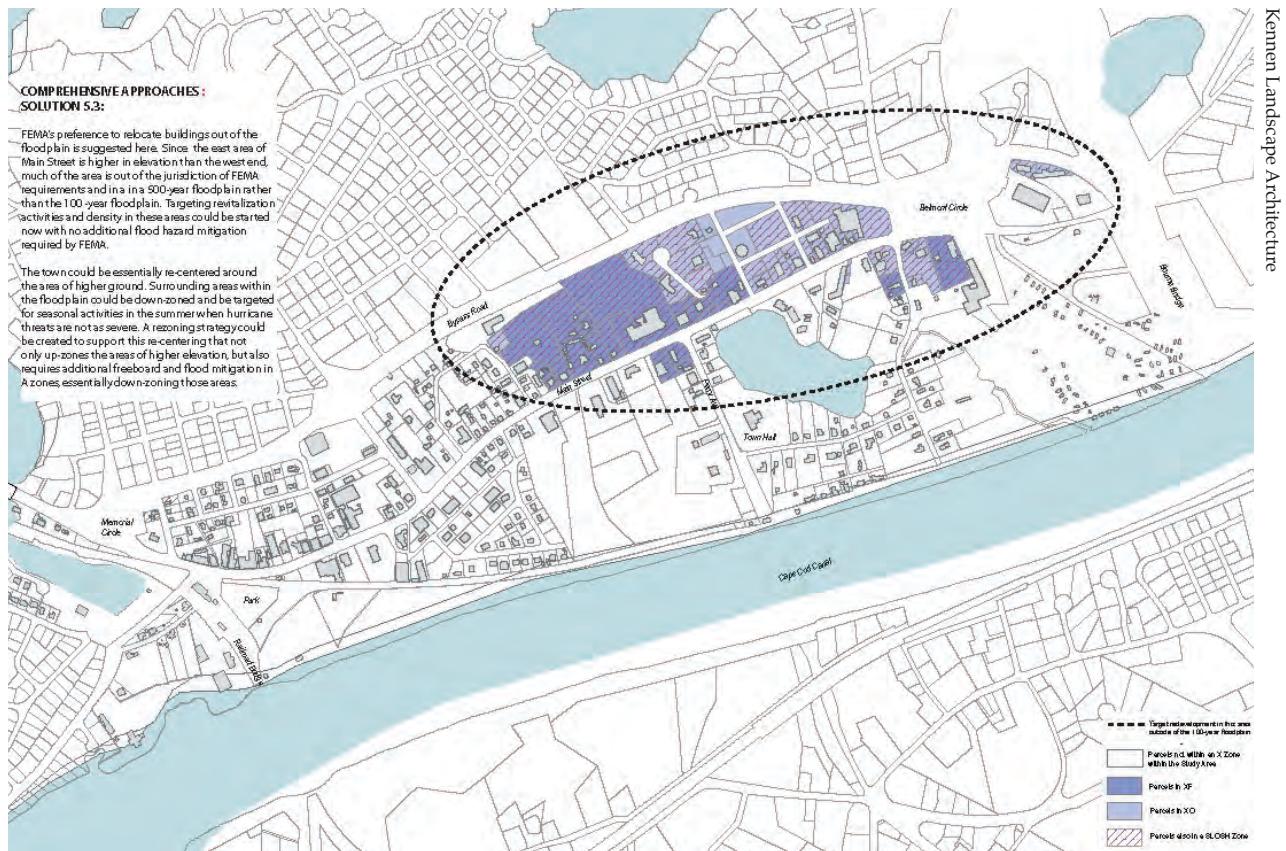 Kennen Landscape Architecture
COMPREHENSIVE APPROACHES :
SOLUTION 5.3:
FEMA's preference to relocate buildings out of the
floodplain is suggested here. Since the east area of
Main Street is higher in elevation than the west end,
much of the area is out of the jurisdiction of FEMA
requirements and in a in a 500-year floodplain rather
than the 100 -year floodplain. Targeting revitalization
activities and density in these areas could be started
now with no additional flood hazard mitigation
required by FEMA.
The town could be essentially re-centered around
the area of higher ground. Surrounding areas within
the floodplain could be down-zoned and be targeted
for seasonal activities in the summer when hurricane
threats are not as severe. A rezoning strategy could
be created to support this re-centering that not
only up-zones the areas of higher elevation, but also
requires additional freeboard and flood mitigation in
A zones, essentially down-zoning those areas.
Belmont Circle
Bourne Bridge
Bypass Road
Main Street
Perry Ave
Town Hall
Memorial
Circle
Park
Railroad Bridge
Cape Cod Canal
Target redevelopment in this area
outside of the 100-year floodplain
Parcels not within an X Zone
within the Study Area
Parcels in XF
Parcels in XO
Parcels also in a SLOSH Zone